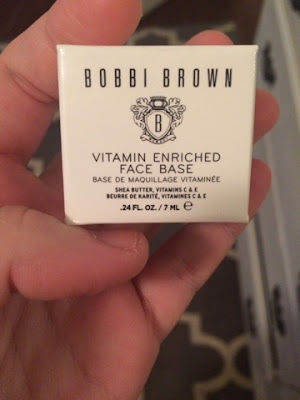 BOBBI BROWN
B
VITAMIN ENRICHED
FACE BASE
BASE DE MAQUILLAGE VITAMINÉE
SHEA BUTTER, VITAMINS C & E
BEURRE DE KARITÉ, VITAMINES C & E
.24 FL. OZ. / 7 ML ℮